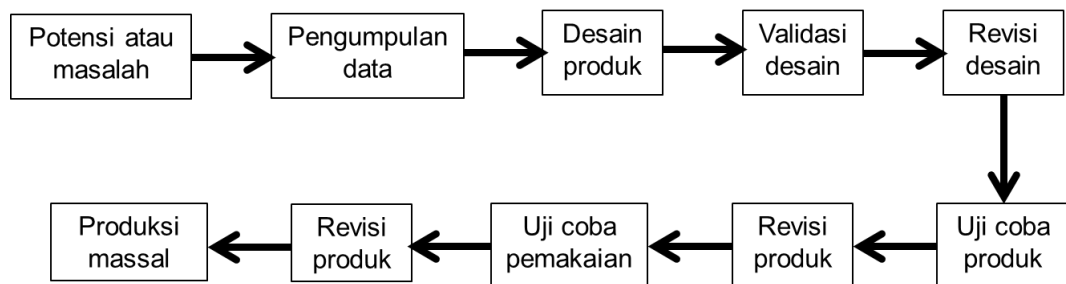 Potensi atau
masalah
Pengumpulan
data
Desain
produk
Validasi
desain
Revisi
desain
Uji coba
produk
Revisi
produk
Uji coba
pemakaian
Revisi
produk
Produksi
massal